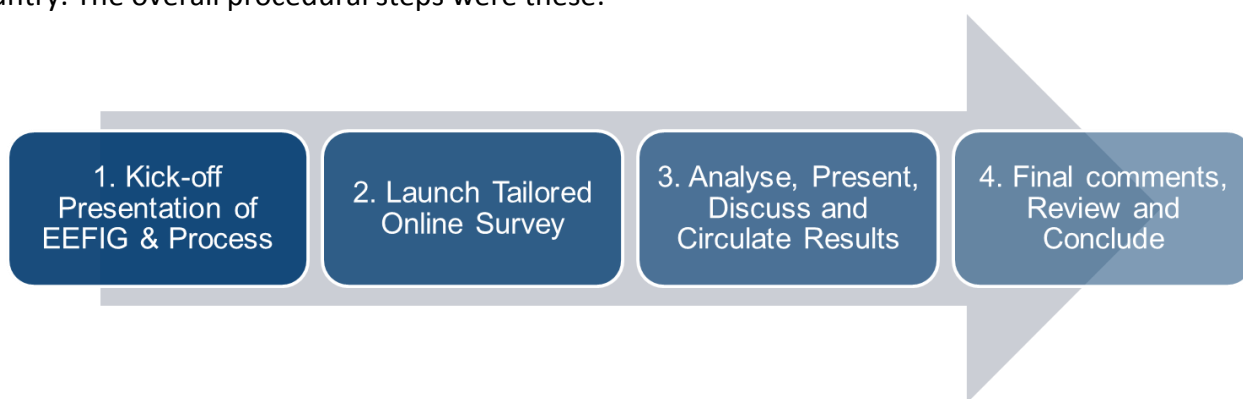 The overall procedural steps were these:
1. Kick-off
Presentation of
EEFIG & Process
2. Launch Tailored
Online Survey
3. Analyse, Present,
Discuss and
Circulate Results
4. Final comments,
Review and
Conclude